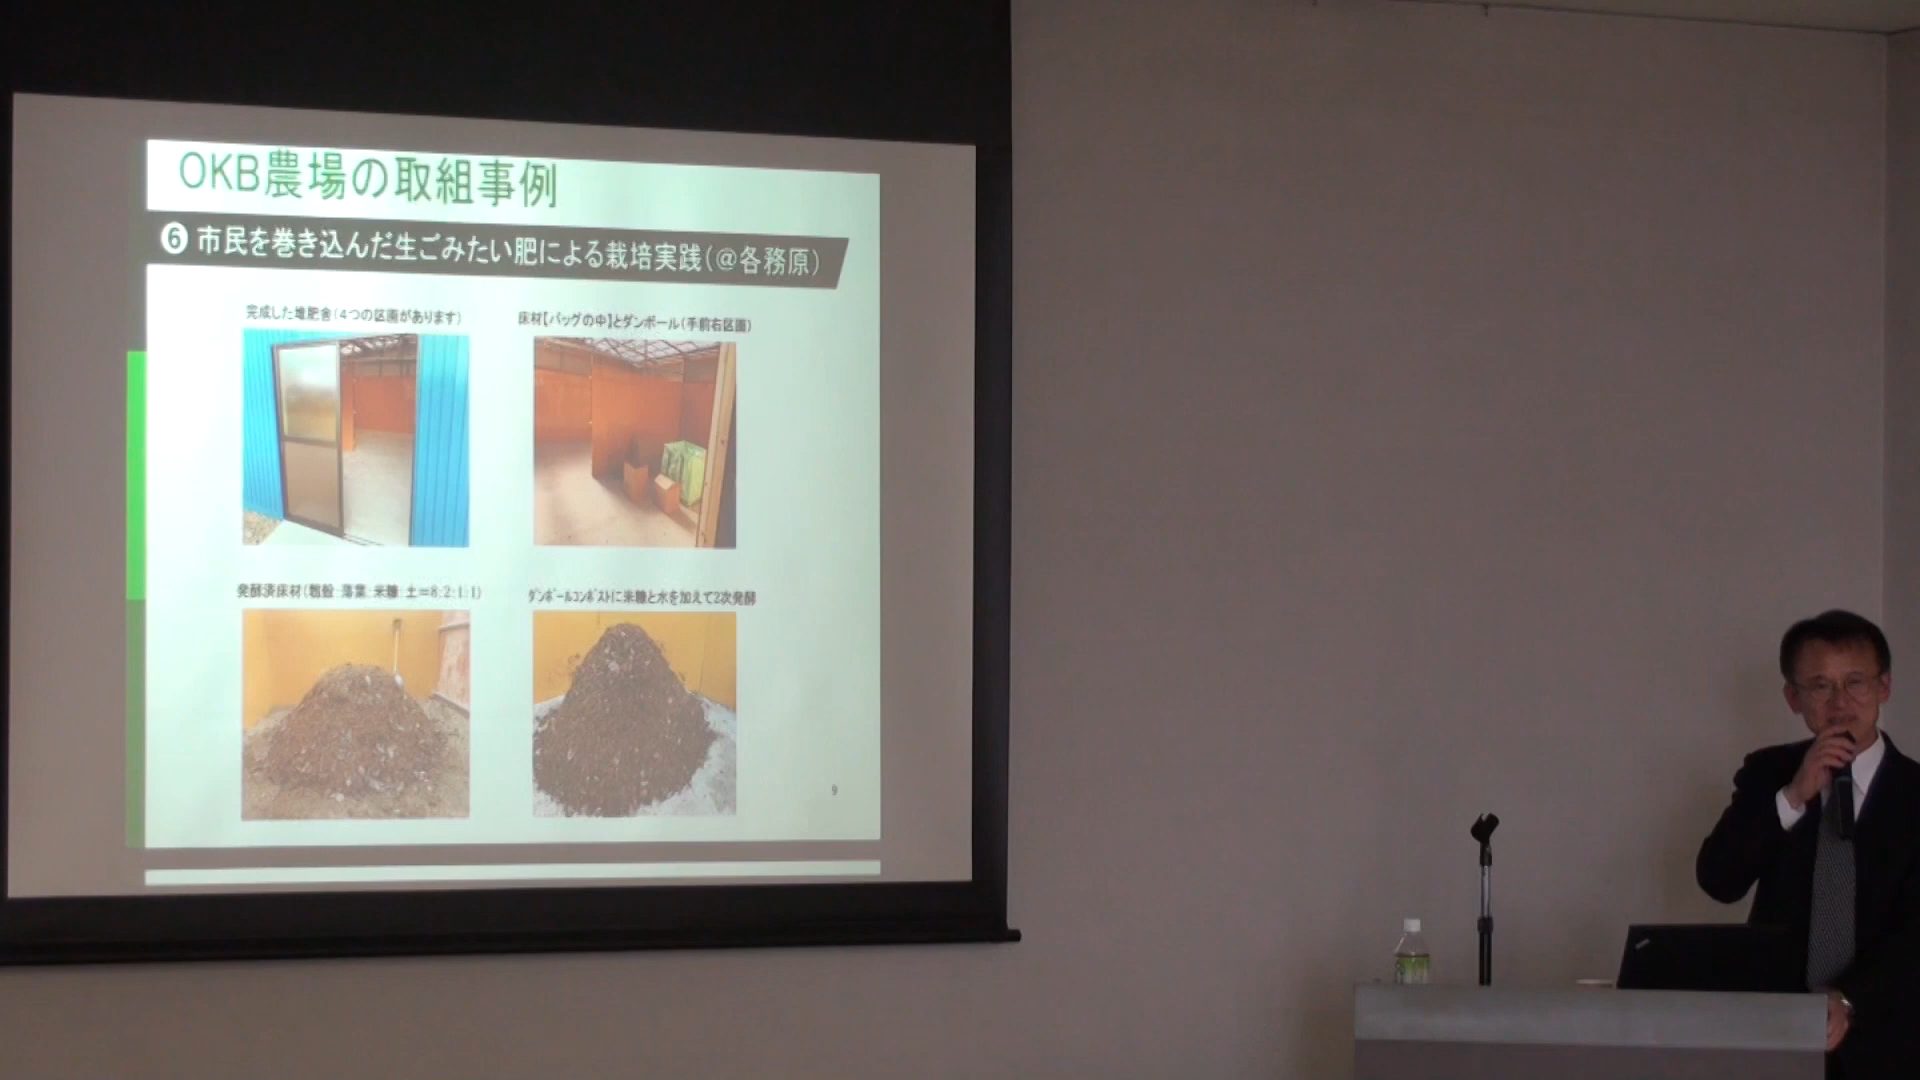 OKB農場の取組事例
❻ 市民を巻き込んだ生ごみたい肥による栽培実践(@各務原)
完成した堆肥舎(4つの区画があります)
床材【バッグの中】とダンボール(手前右区画)
発酵済床材(籾殻:落葉:米糠:土=8:2:1:1)
ダンボールコンポストに米糠と水を加えて2次発酵
9